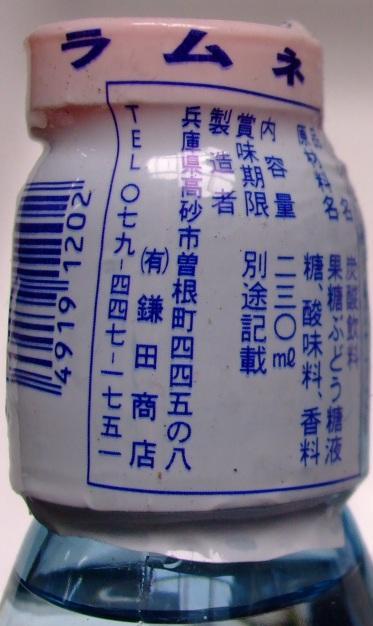 ラムネ
品名 炭酸飲料
原材料名 果糖ぶどう糖液
糖、酸味料、香料
内容量 二三〇ml
賞味期限 別途記載
製造者
兵庫県高砂市曽根町四四五の八
(有)鎌田商店
TEL 〇七九-四四七-一七五一
4919 1202